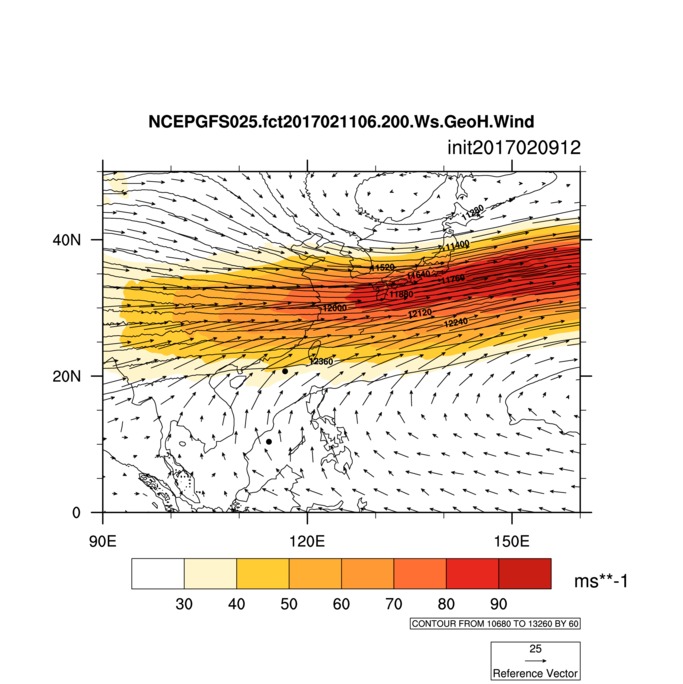 NCEPGFS025.fct2017021106.200.Ws.GeoH.Wind
init2017020912
11280
40N
11400
11520
11640
11760
11880
12000
12120
12240
12360
20N
0
90E 120E 150E
ms**-1
30 40 50 60 70 80 90
CONTOUR FROM 10680 TO 13260 BY 60
25
Reference Vector